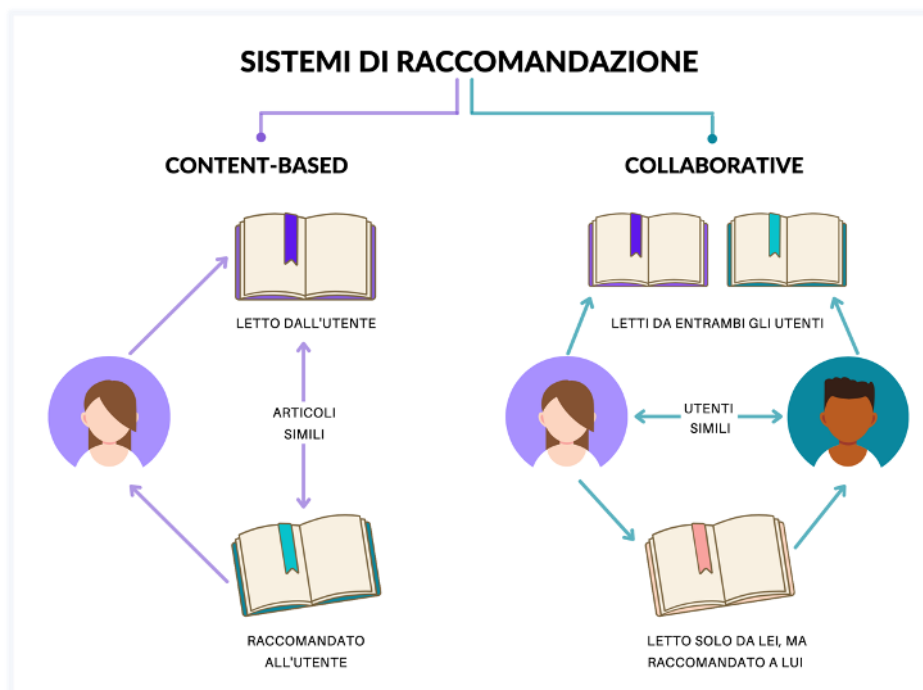 SISTEMI DI RACCOMANDAZIONE
CONTENT-BASED
LETTO DALL'UTENTE
ARTICOLI
SIMILI
RACCOMANDATO
ALL'UTENTE
COLLABORATIVE
LETTI DA ENTRAMBI GLI UTENTI
UTENTI
SIMILI
LETTO SOLO DA LEI, MA
RACCOMANDATO A LUI